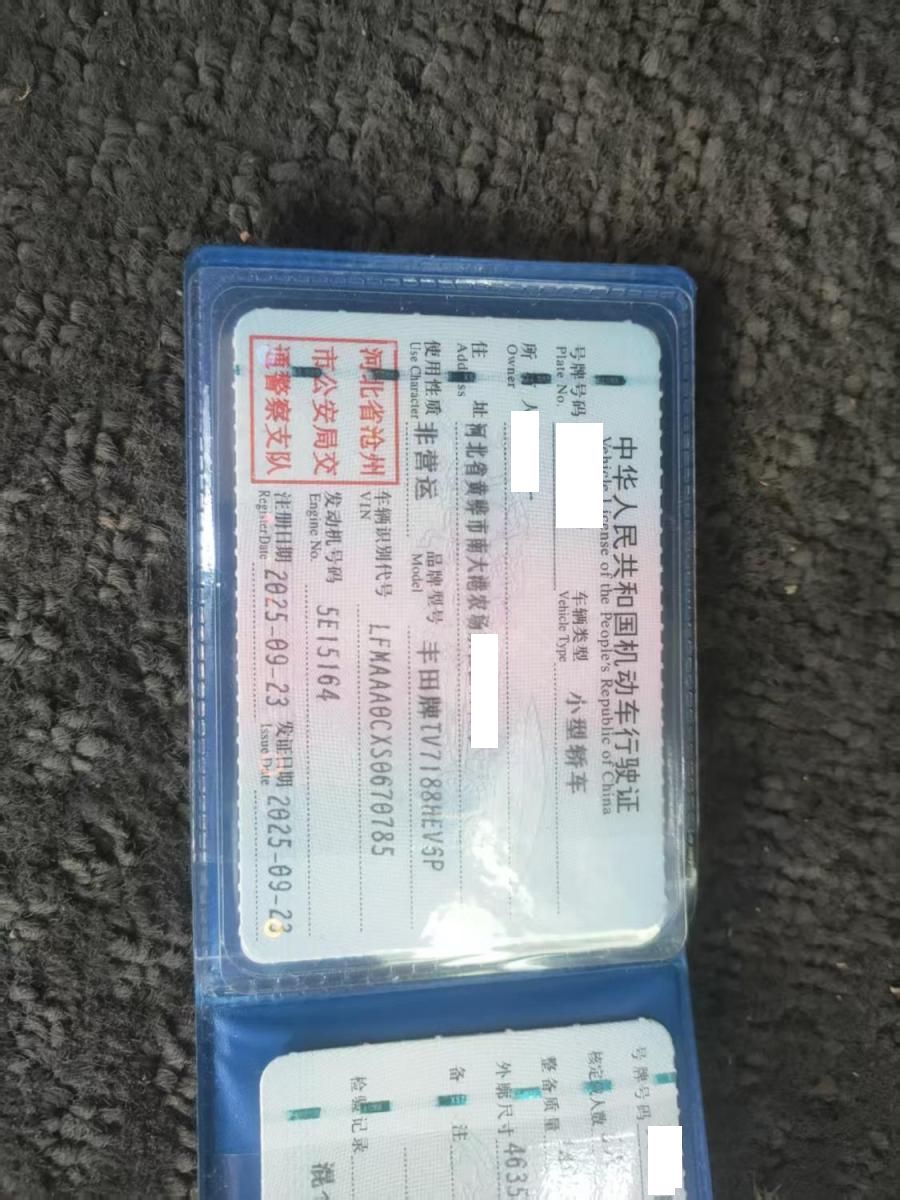 中华人民共和国机动车行驶证
Vehicle License of the People's Republic of China
号牌号码
Plate No.
车辆类型 小型轿车
Vehicle Type
所 人
Owner
住 址 河北省黄骅市南大港农场
Address
使用性质 非营运 品牌型号 丰田牌TV7188HEVSP
Use Character Model
河北省沧州
市公安局交
通警察支队
车辆识别代号 LFMAAA0CXS0670785
VIN
发动机号码 5E15164
Engine No.
注册日期 2025-09-23 发证日期 2025-09-23
Register Date Issue Date
号牌号码
核定 人数
整备质量
外廓尺寸 4635
备 注
检验记录
混